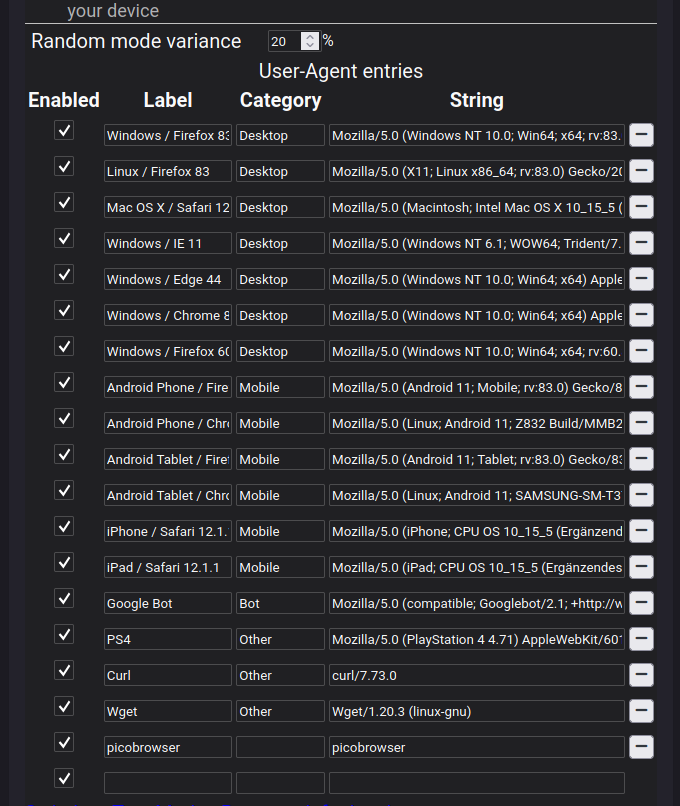 your device
Random mode variance 20 %
User-Agent entries
Enabled Label Category String
Windows / Firefox 83 Desktop Mozilla/5.0 (Windows NT 10.0; Win64; x64; rv:83.
Linux / Firefox 83 Desktop Mozilla/5.0 (X11; Linux x86_64; rv:83.0) Gecko/20
Mac OS X / Safari 12 Desktop Mozilla/5.0 (Macintosh; Intel Mac OS X 10_15_5 (
Windows / IE 11 Desktop Mozilla/5.0 (Windows NT 6.1; WOW64; Trident/7.
Windows / Edge 44 Desktop Mozilla/5.0 (Windows NT 10.0; Win64; x64) Apple
Windows / Chrome 8 Desktop Mozilla/5.0 (Windows NT 10.0; Win64; x64) Apple
Windows / Firefox 60 Desktop Mozilla/5.0 (Windows NT 10.0; Win64; x64; rv:60.
Android Phone / Fire Mobile Mozilla/5.0 (Android 11; Mobile; rv:83.0) Gecko/8
Android Phone / Chr Mobile Mozilla/5.0 (Linux; Android 11; Z832 Build/MMB2
Android Tablet / Fire Mobile Mozilla/5.0 (Android 11; Tablet; rv:83.0) Gecko/83
Android Tablet / Chr Mobile Mozilla/5.0 (Linux; Android 11; SAMSUNG-SM-T3
iPhone / Safari 12.1. Mobile Mozilla/5.0 (iPhone; CPU OS 10_15_5 (Ergänzend
iPad / Safari 12.1.1 Mobile Mozilla/5.0 (iPad; CPU OS 10_15_5 (Ergänzendes
Google Bot Bot Mozilla/5.0 (compatible; Googlebot/2.1; +http://w
PS4 Other Mozilla/5.0 (PlayStation 4 4.71) AppleWebKit/601
Curl Other curl/7.73.0
Wget Other Wget/1.20.3 (linux-gnu)
picobrowser picobrowser